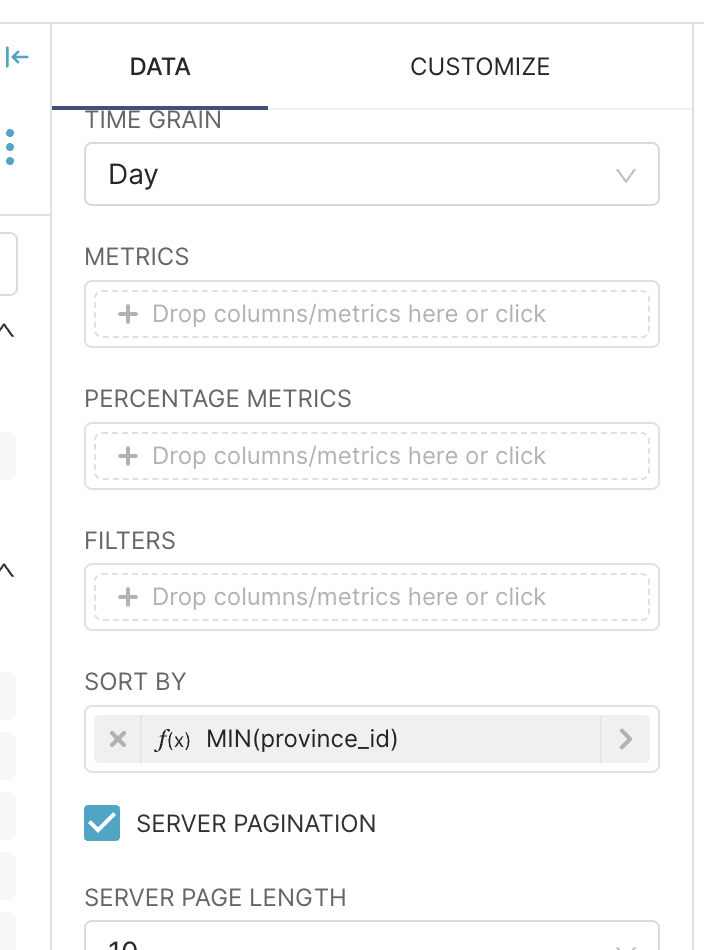 DATA
CUSTOMIZE
TIME GRAIN
Day
METRICS
Drop columns/metrics here or click
PERCENTAGE METRICS
Drop columns/metrics here or click
FILTERS
Drop columns/metrics here or click
SORT BY
f(x) MIN(province_id)
SERVER PAGINATION
SERVER PAGE LENGTH
10